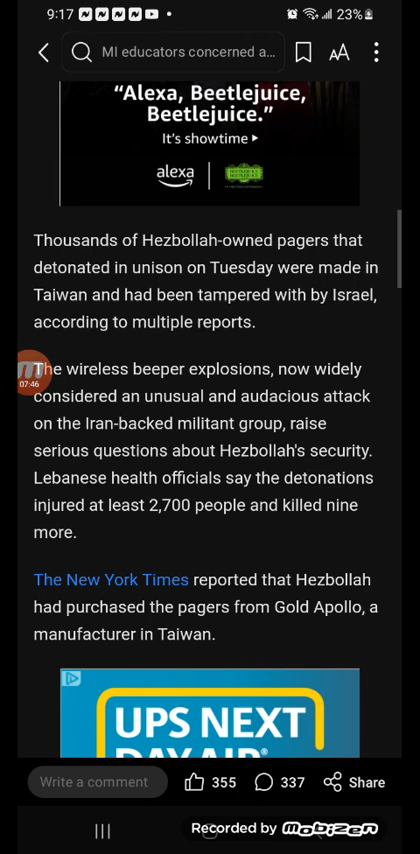 9:17
23%
MI educators concerned a...
AA
“Alexa, Beetlejuice,
Beetlejuice.”
It's showtime
alexa
Thousands of Hezbollah-owned pagers that
detonated in unison on Tuesday were made in
Taiwan and had been tampered with by Israel,
according to multiple reports.
The wireless beeper explosions, now widely
07:46
considered an unusual and audacious attack
on the Iran-backed militant group, raise
serious questions about Hezbollah's security.
Lebanese health officials say the detonations
injured at least 2,700 people and killed nine
more.
The New York Times reported that Hezbollah
had purchased the pagers from Gold Apollo, a
manufacturer in Taiwan.
UPS NEXT
DAY AIR®
Write a comment
355
337
Share
Recorded by mobizen